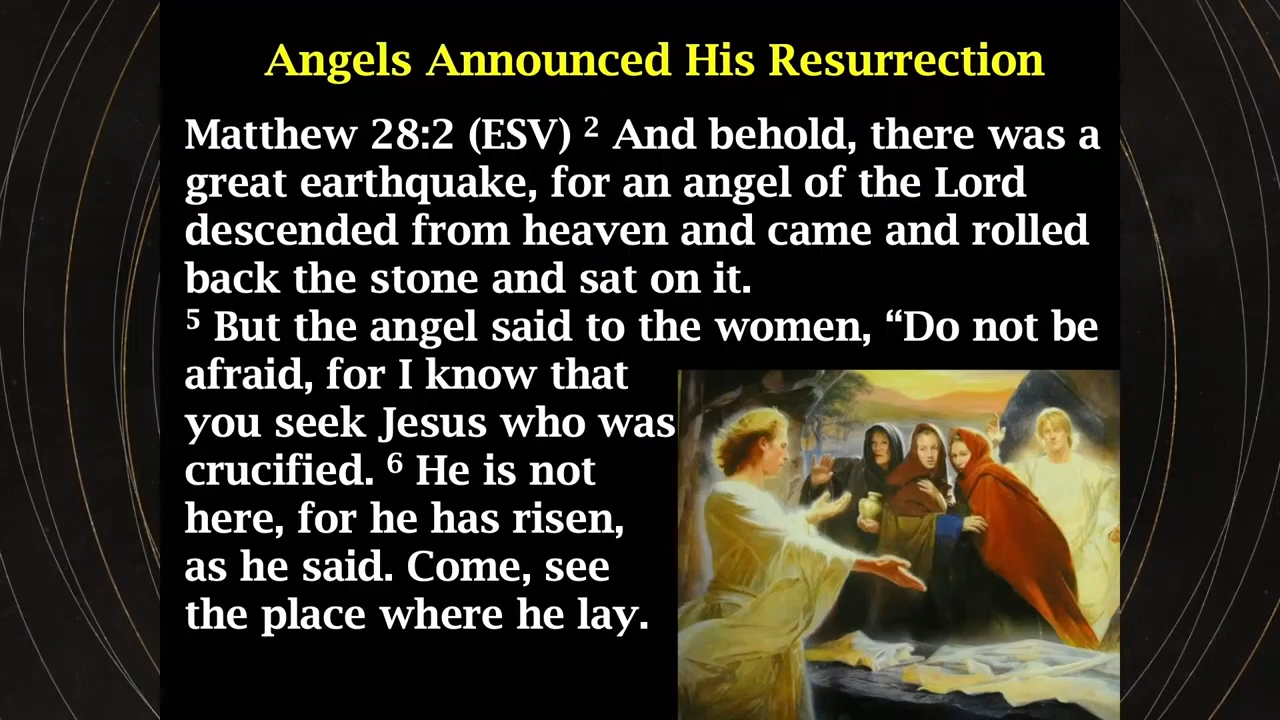 Angels Announced His Resurrection
Matthew 28:2 (ESV) ² And behold, there was a
great earthquake, for an angel of the Lord
descended from heaven and came and rolled
back the stone and sat on it.
⁵ But the angel said to the women, “Do not be
afraid, for I know that
you seek Jesus who was
crucified. ⁶ He is not
here, for he has risen,
as he said. Come, see
the place where he lay.